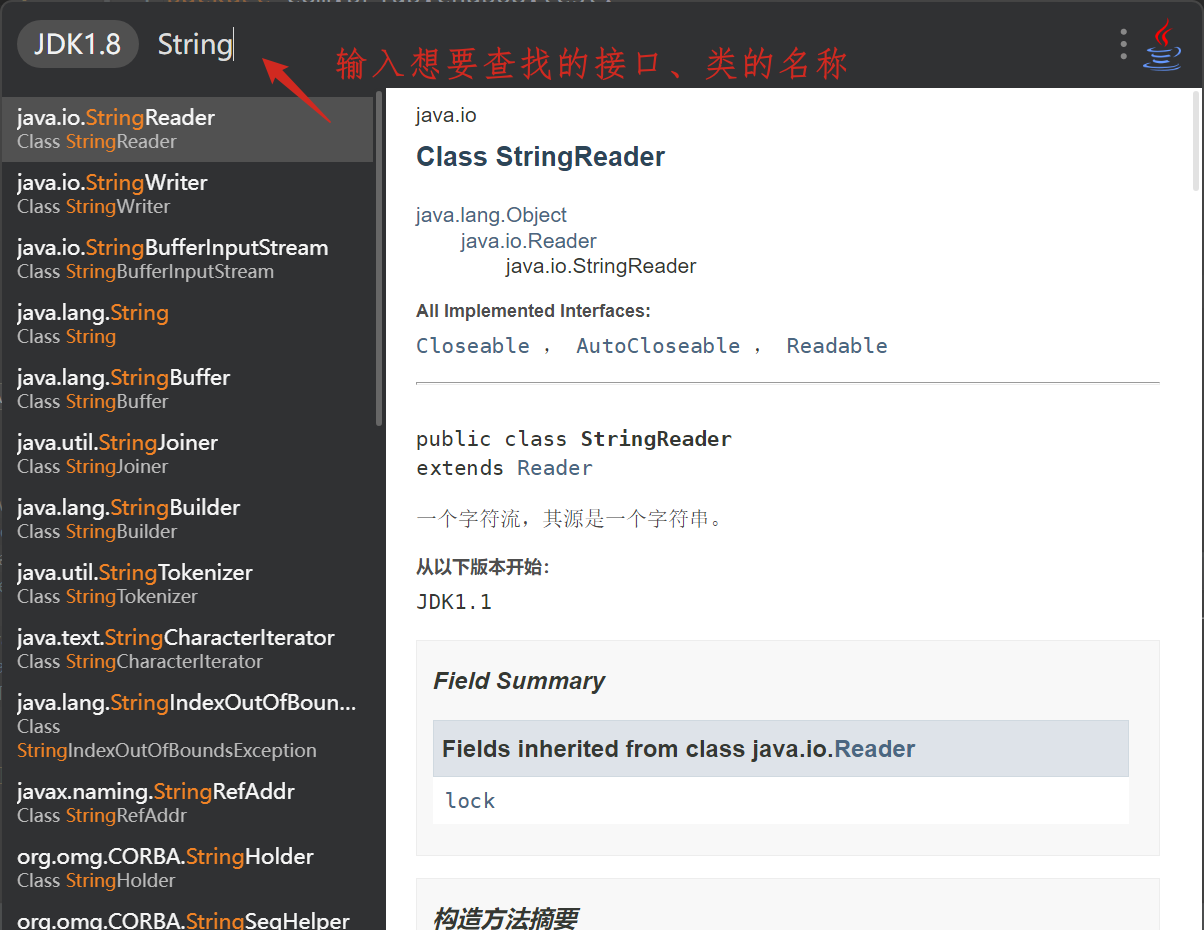 JDK1.8 String
输入想要查找的接口、类的名称
java.io.StringReader
Class StringReader
java.io.StringWriter
Class StringWriter
java.io.StringBufferInputStream
Class StringBufferInputStream
java.lang.String
Class String
java.lang.StringBuffer
Class StringBuffer
java.util.StringJoiner
Class StringJoiner
java.lang.StringBuilder
Class StringBuilder
java.util.StringTokenizer
Class StringTokenizer
java.text.StringCharacterIterator
Class StringCharacterIterator
java.lang.StringIndexOutOfBoun...
Class
StringIndexOutOfBoundsException
javax.naming.StringRefAddr
Class StringRefAddr
org.omg.CORBA.StringHolder
Class StringHolder
org.omg.CORBA.StringSeqHelper
java.io
Class StringReader
java.lang.Object
java.io.Reader
java.io.StringReader
All Implemented Interfaces:
Closeable ， AutoCloseable ， Readable
public class StringReader
extends Reader
一个字符流，其源是一个字符串。
从以下版本开始：
JDK1.1
Field Summary
Fields inherited from class java.io.Reader
lock
构造方法摘要